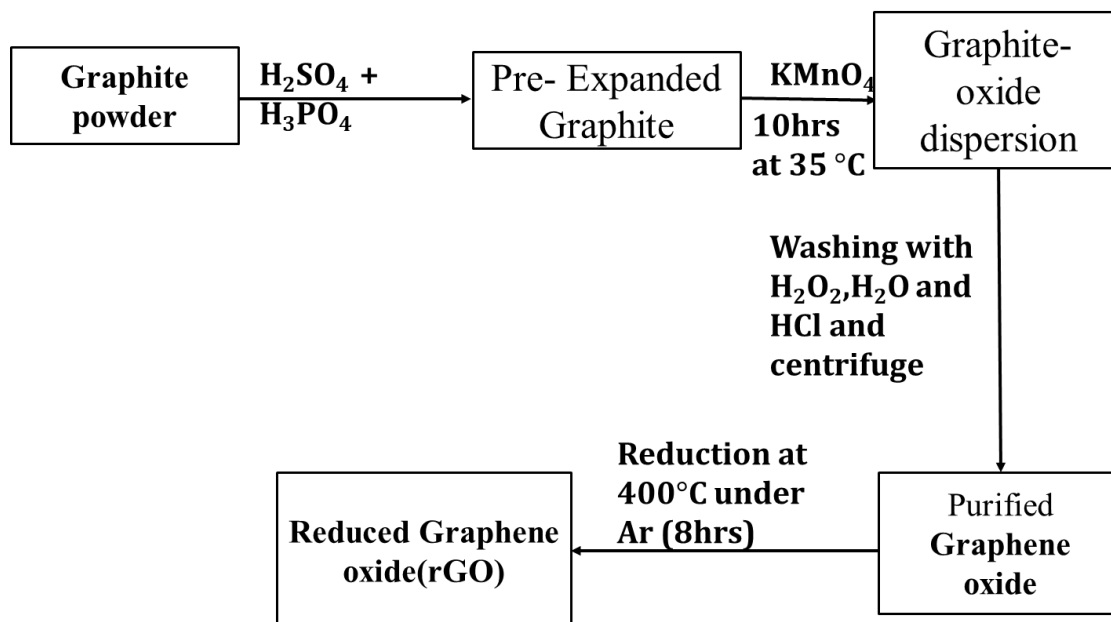 Graphite
powder
H₂SO₄ +
H₃PO₄
Pre- Expanded
Graphite
KMnO₄
10hrs
at 35 °C
Graphite-
oxide
dispersion
Washing with
H₂O₂,H₂O and
HCl and
centrifuge
Purified
Graphene
oxide
Reduction at
400°C under
Ar (8hrs)
Reduced Graphene
oxide(rGO)